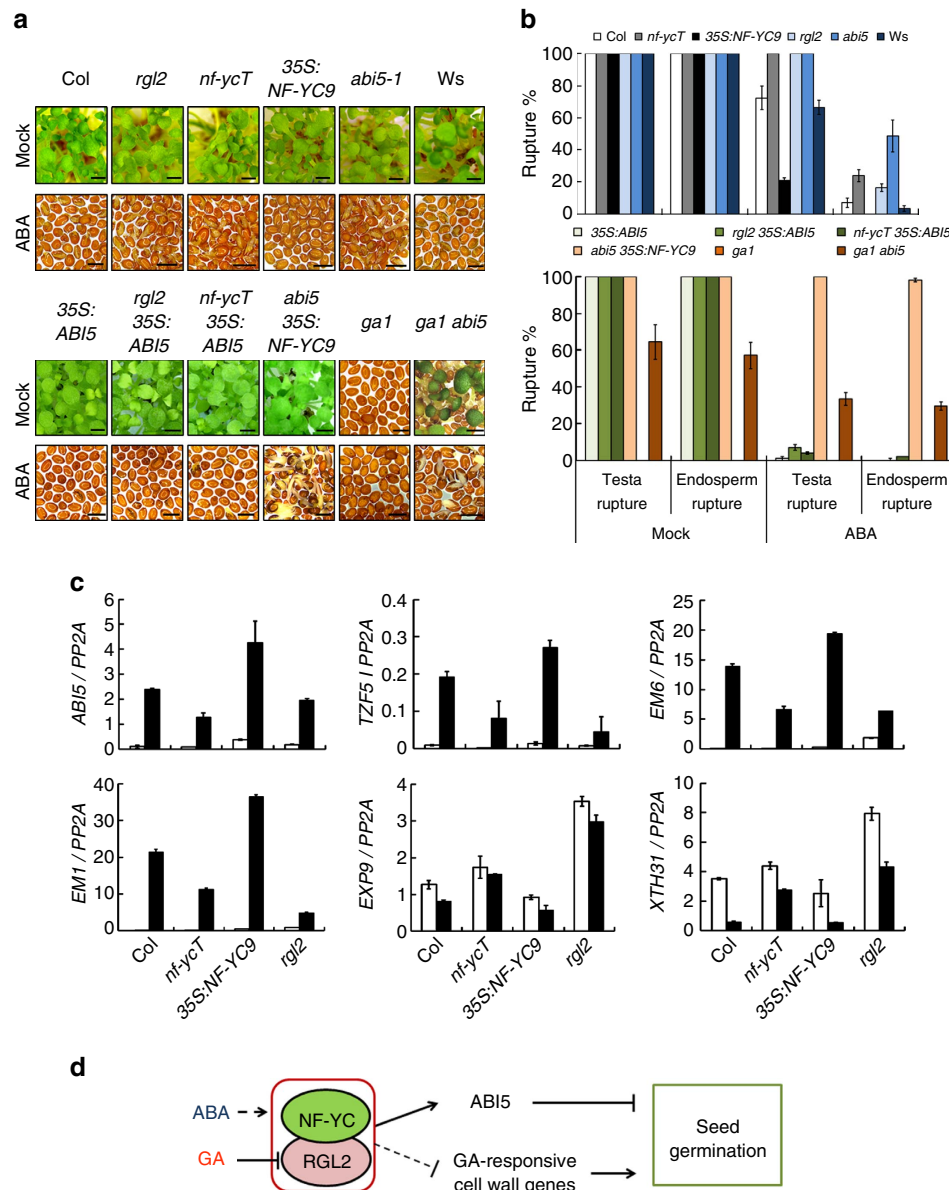 a
Col rgl2 nf-ycT 35S:NF-YC9 abi5-1 Ws
Mock
ABA
35S:ABI5 rgl2 35S:ABI5 nf-ycT 35S:ABI5 abi5 35S:NF-YC9 ga1 ga1 abi5
Mock
ABA
b
Col nf-ycT 35S:NF-YC9 rgl2 abi5 Ws
Rupture %
100
80
60
40
20
0
35S:ABI5 rgl2 35S:ABI5 nf-ycT 35S:ABI5
abi5 35S:NF-YC9 ga1 ga1 abi5
Rupture %
100
80
60
40
20
0
Testa rupture Endosperm rupture Testa rupture Endosperm rupture
Mock ABA
c
ABI5 / PP2A
6
5
4
3
2
1
0
TZF5 I PP2A
0.4
0.3
0.2
0.1
0
EM6 / PP2A
25
20
15
10
5
0
EM1 / PP2A
40
30
20
10
0
Col nf-ycT 35S:NF-YC9 rgl2
EXP9 / PP2A
4
3
2
1
0
Col nf-ycT 35S:NF-YC9 rgl2
XTH31 / PP2A
10
8
6
4
2
0
Col nf-ycT 35S:NF-YC9 rgl2
d
ABA
GA
NF-YC
RGL2
ABI5
GA-responsive
cell wall genes
Seed
germination